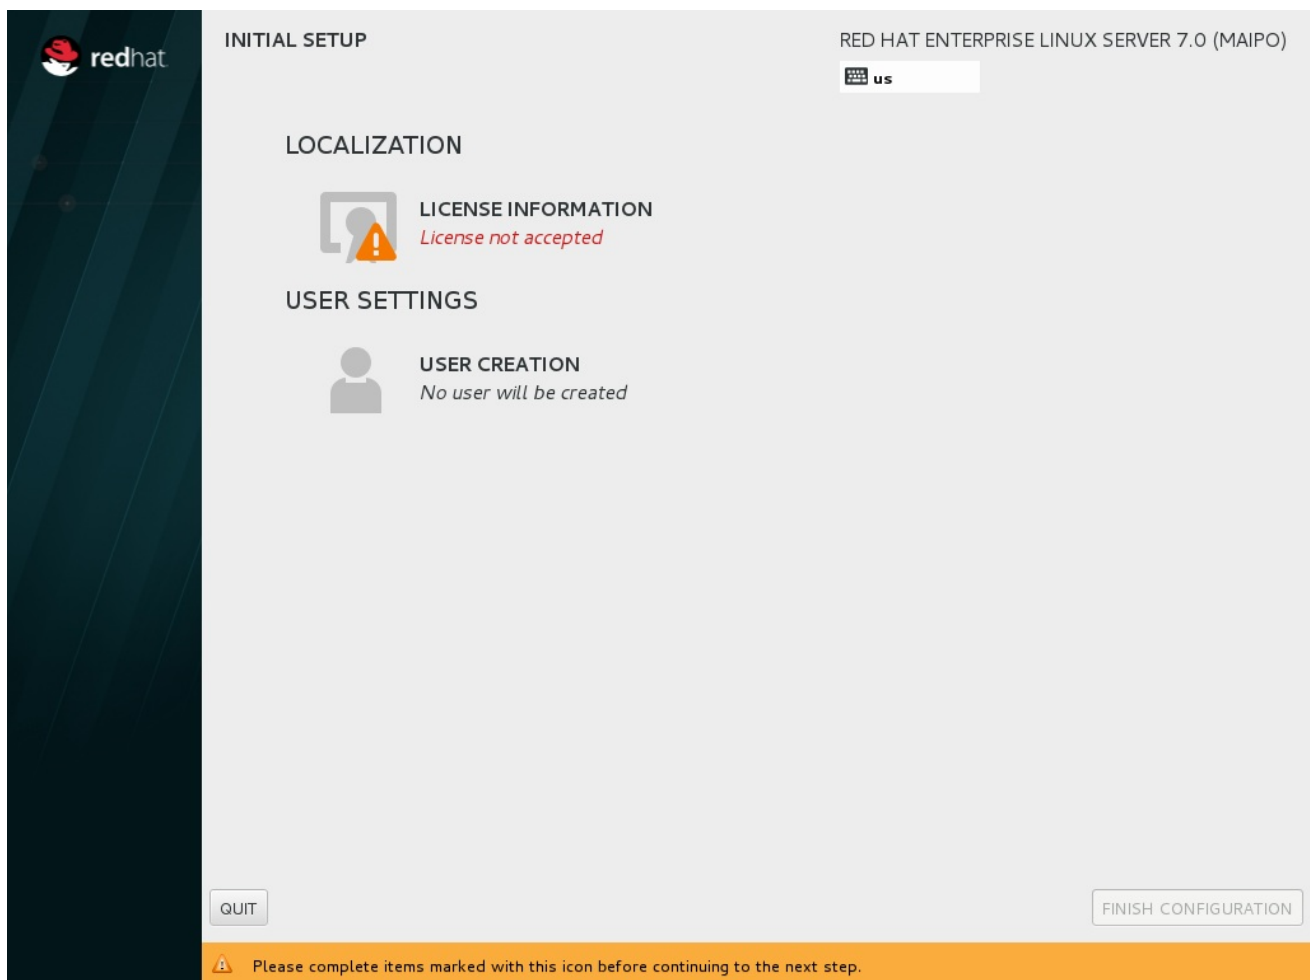 redhat
INITIAL SETUP
RED HAT ENTERPRISE LINUX SERVER 7.0 (MAIPO)
us
LOCALIZATION
LICENSE INFORMATION
License not accepted
USER SETTINGS
USER CREATION
No user will be created
QUIT
FINISH CONFIGURATION
Please complete items marked with this icon before continuing to the next step.